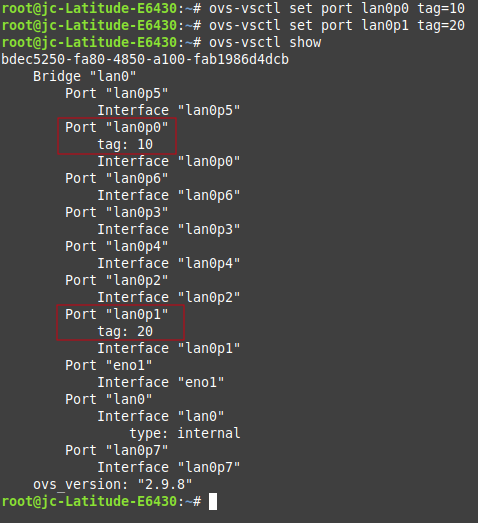 root@jc-Latitude-E6430:~# ovs-vsctl set port lan0p0 tag=10
root@jc-Latitude-E6430:~# ovs-vsctl set port lan0p1 tag=20
root@jc-Latitude-E6430:~# ovs-vsctl show
bdec5250-fa80-4850-a100-fab1986d4dcb
    Bridge "lan0"
        Port "lan0p5"
            Interface "lan0p5"
        Port "lan0p0"
            tag: 10
            Interface "lan0p0"
        Port "lan0p6"
            Interface "lan0p6"
        Port "lan0p3"
            Interface "lan0p3"
        Port "lan0p4"
            Interface "lan0p4"
        Port "lan0p2"
            Interface "lan0p2"
        Port "lan0p1"
            tag: 20
            Interface "lan0p1"
        Port "eno1"
            Interface "eno1"
        Port "lan0"
            Interface "lan0"
                type: internal
        Port "lan0p7"
            Interface "lan0p7"
    ovs_version: "2.9.8"
root@jc-Latitude-E6430:~#